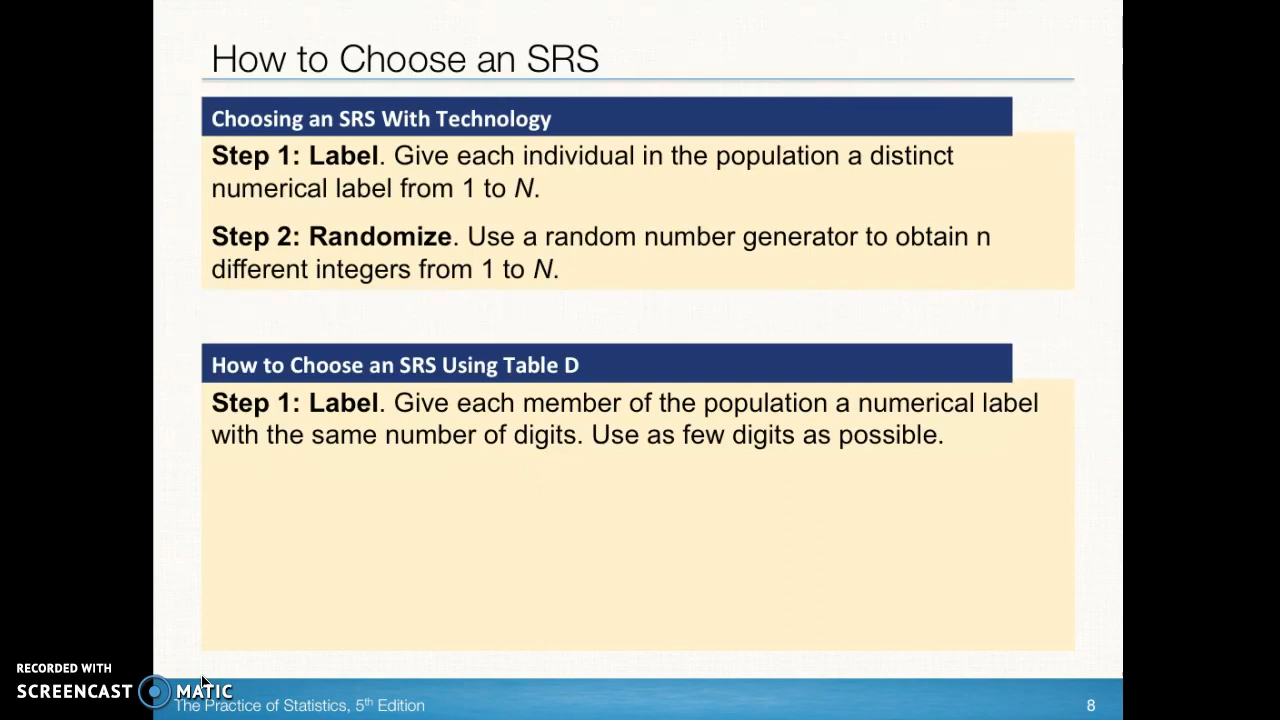 How to Choose an SRS
Choosing an SRS With Technology
Step 1: Label. Give each individual in the population a distinct
numerical label from 1 to N.
Step 2: Randomize. Use a random number generator to obtain n
different integers from 1 to N.
How to Choose an SRS Using Table D
Step 1: Label. Give each member of the population a numerical label
with the same number of digits. Use as few digits as possible.
RECORDED WITH
SCREENCAST MATIC
The Practice of Statistics, 5th Edition
8